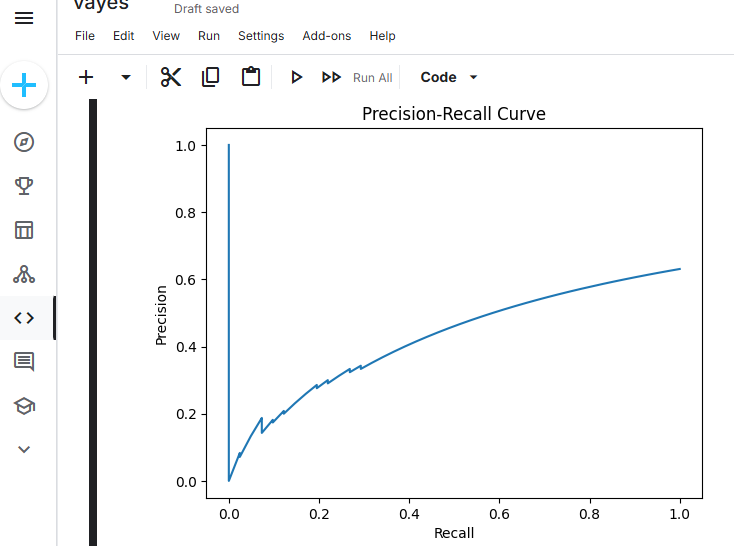 vayes
Draft saved
File Edit View Run Settings Add-ons Help
Run All Code
Precision-Recall Curve
1.0
0.8
0.6
0.4
0.2
0.0
Precision
0.0 0.2 0.4 0.6 0.8 1.0
Recall